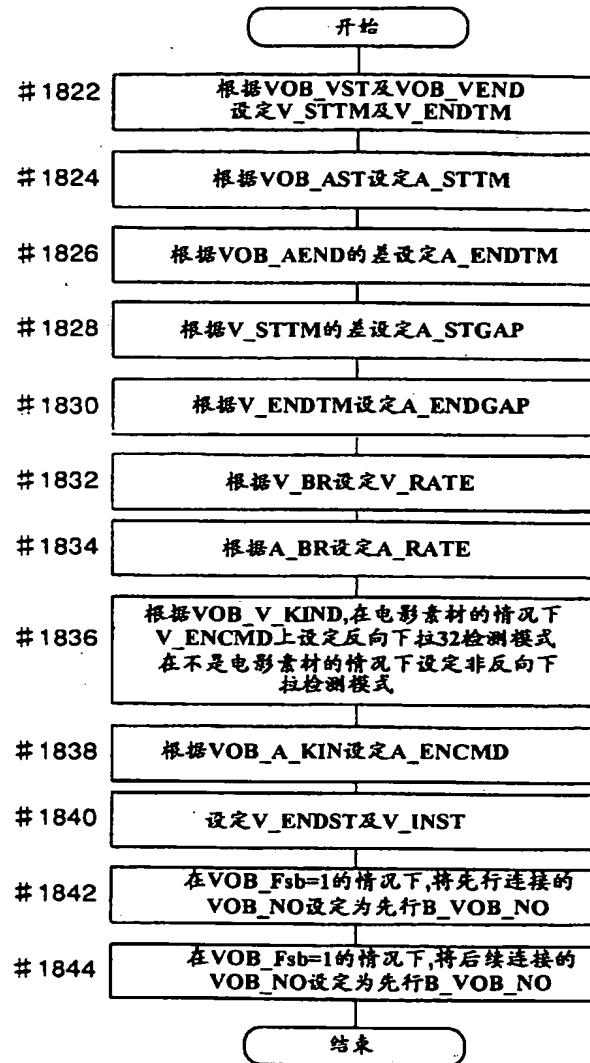 开始
#1822
根据VOB_VST及VOB_VEND
设定V_STTM及V_ENDTM
#1824
根据VOB_AST设定A_STTM
#1826
根据VOB_AEND的差设定A_ENDTM
#1828
根据V_STTM的差设定A_STGAP
#1830
根据V_ENDTM设定A_ENDGAP
#1832
根据V_BR设定V_RATE
#1834
根据A_BR设定A_RATE
#1836
根据VOB_V_KIND,在电影素材的情况下
V_ENCMD上设定反向下拉32检测模式
在不是电影素材的情况下设定非反向下
拉检测模式
#1838
根据VOB_A_KIN设定A_ENCMD
#1840
设定V_ENDST及V_INST
#1842
在VOB_Fsb=1的情况下,将先行连接的
VOB_NO设定为先行B_VOB_NO
#1844
在VOB_Fsb=1的情况下,将后续连接的
VOB_NO设定为先行B_VOB_NO
结束